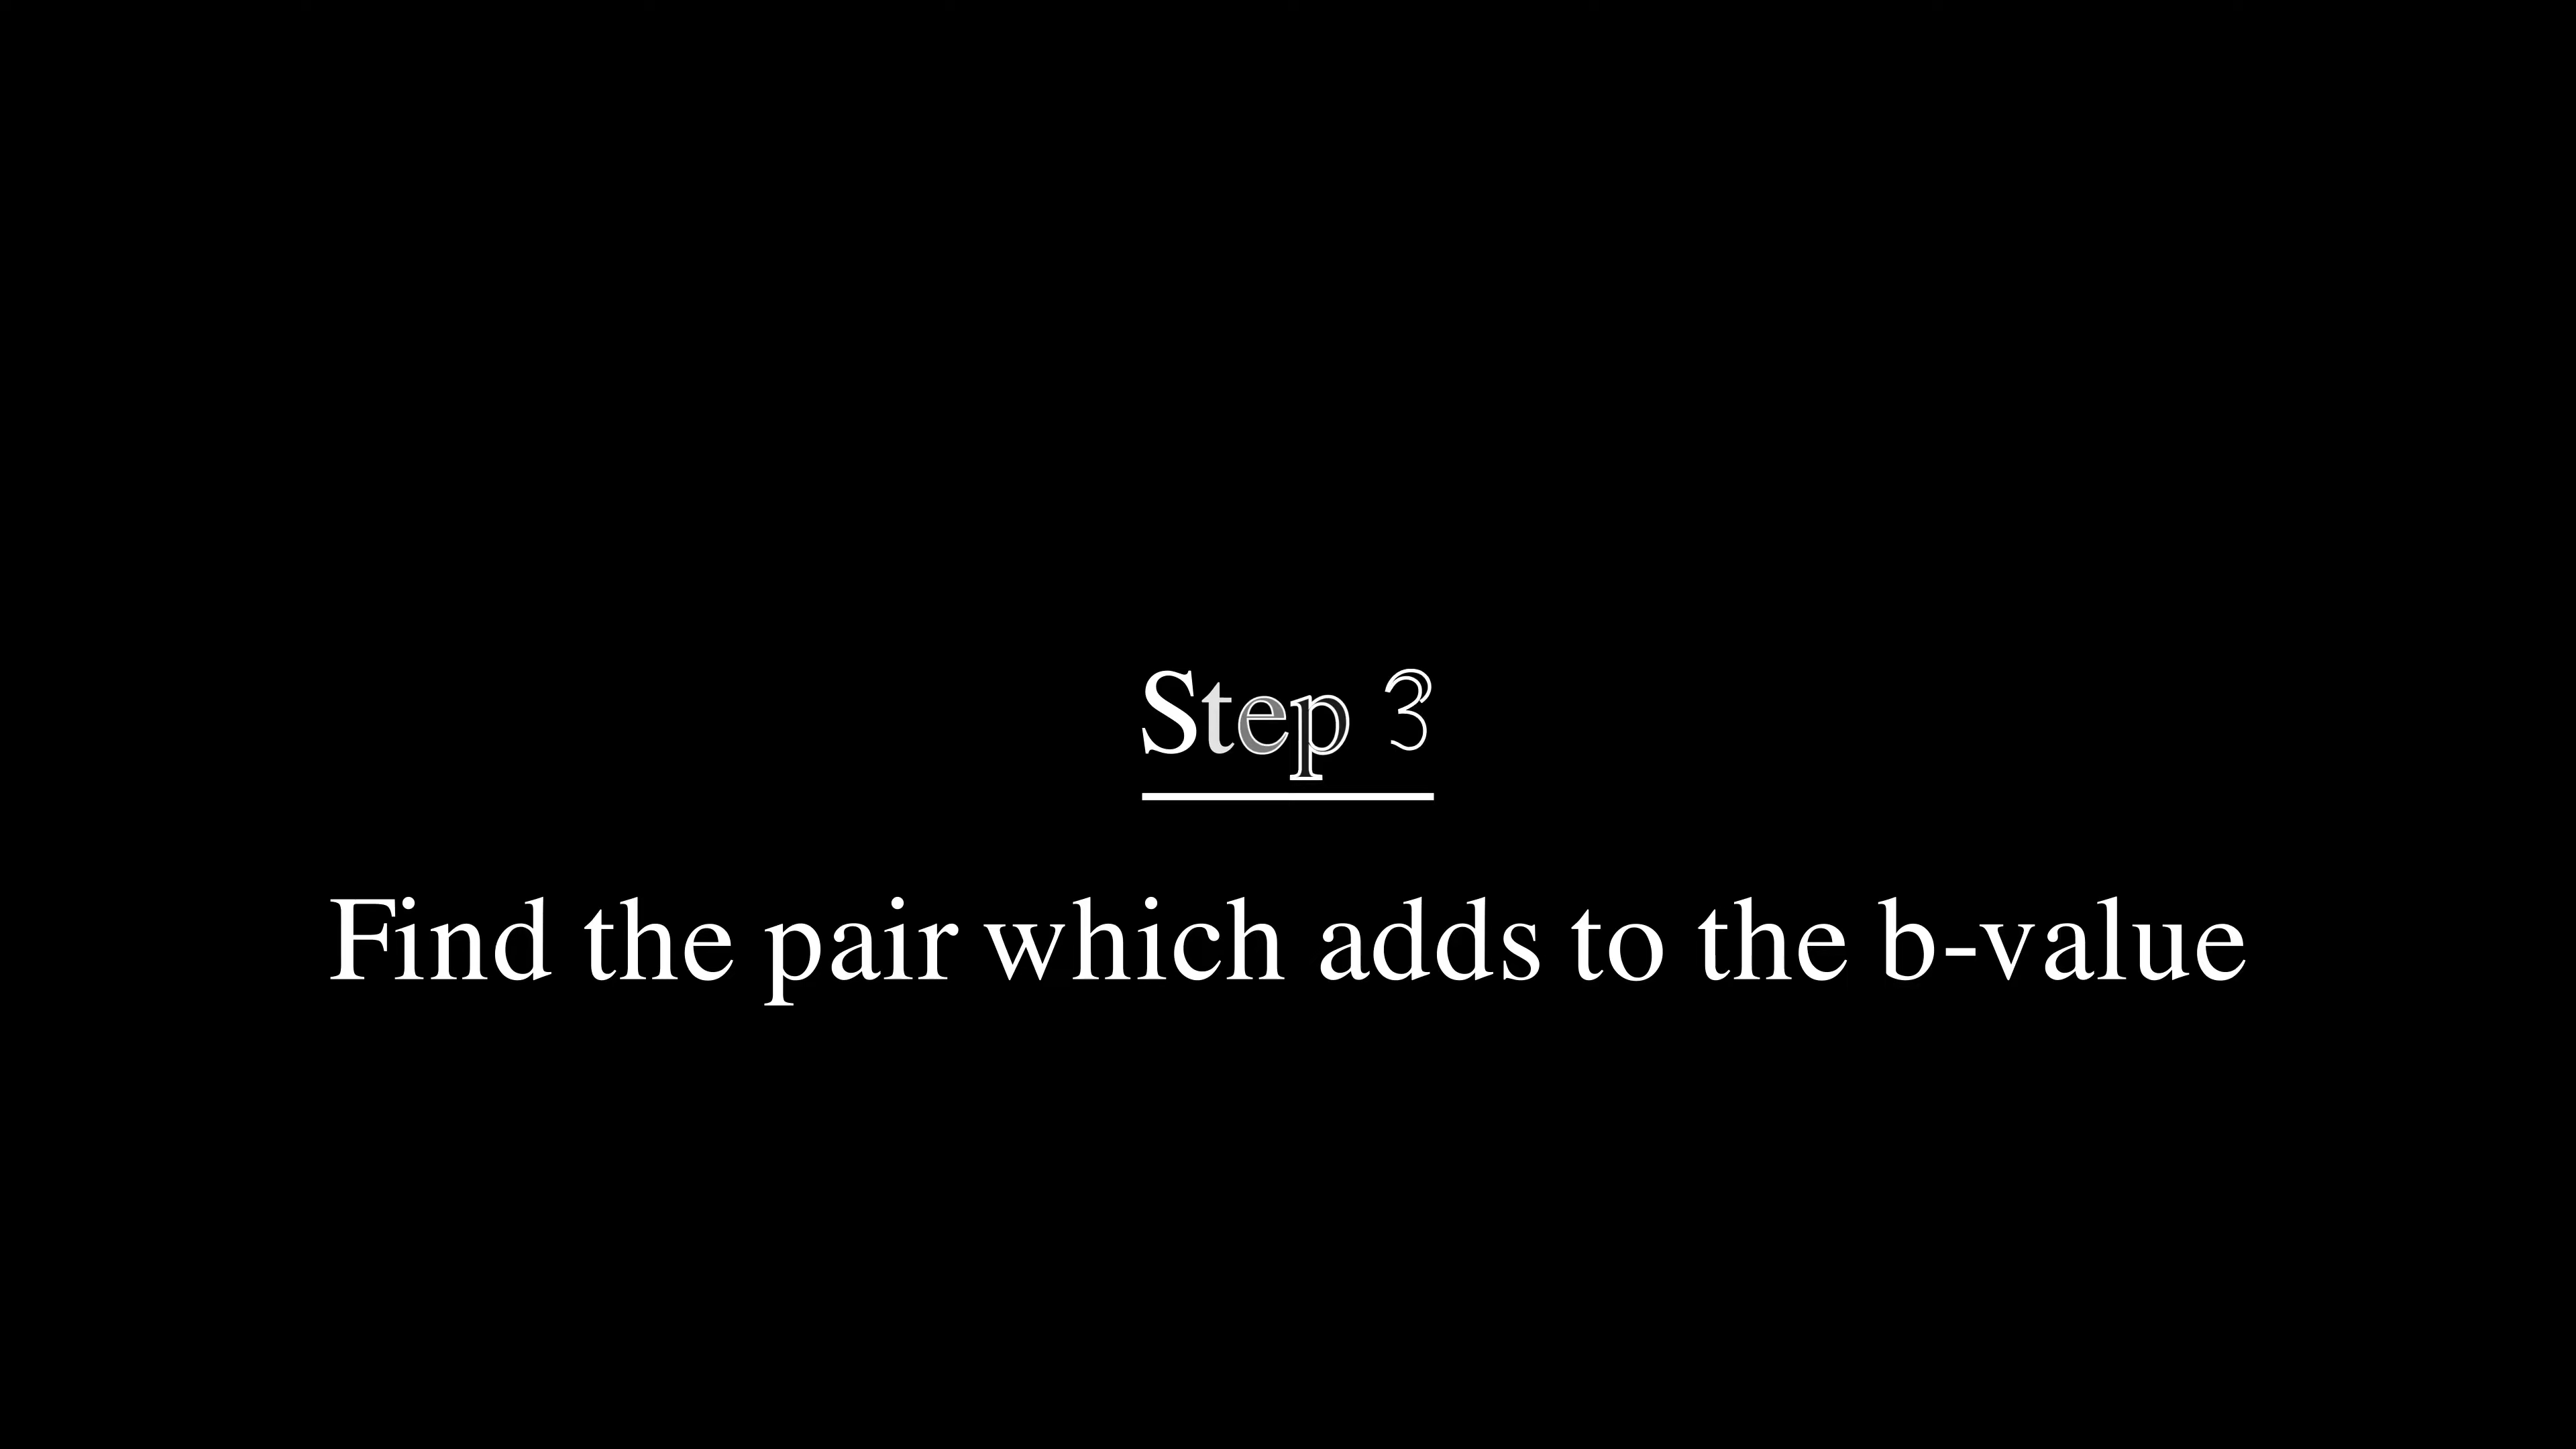 Step 3
Find the pair which adds to the b-value